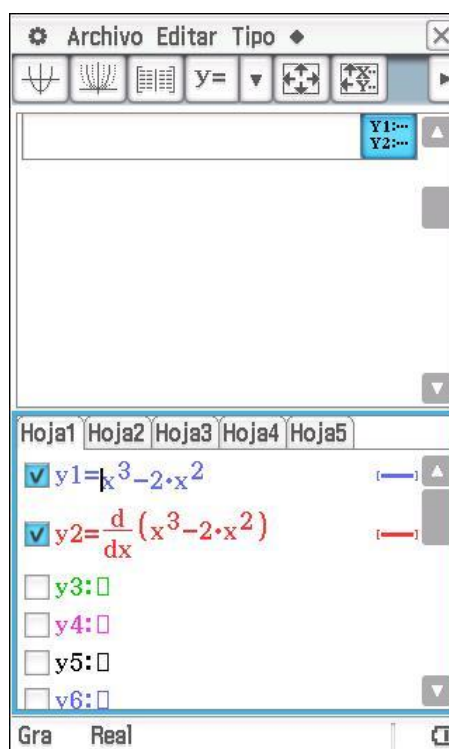 Archivo Editar Tipo
y=
Y1:...
Y2:...
Hoja1 Hoja2 Hoja3 Hoja4 Hoja5
y1=x³-2·x²
y2=d/dx(x³-2·x²)
y3:□
y4:□
y5:□
y6:□
Gra Real